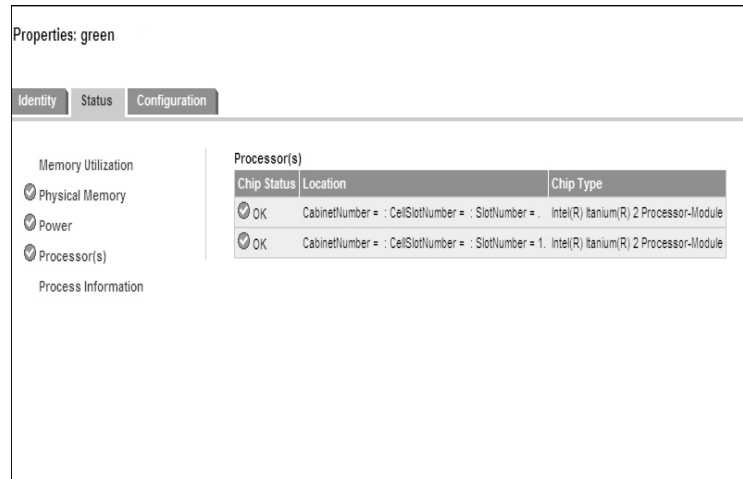 Properties: green
Identity Status Configuration
Memory Utilization
Physical Memory
Power
Processor(s)
Process Information
Processor(s)
Chip Status Location Chip Type
OK CabinetNumber = : CellSlotNumber = : SlotNumber = . Intel(R) Itanium(R) 2 Processor-Module
OK CabinetNumber = : CellSlotNumber = : SlotNumber = 1. Intel(R) Itanium(R) 2 Processor-Module